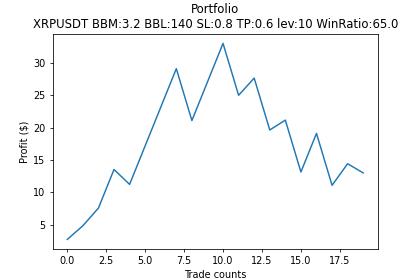 Portfolio
XRPUSDT BBM:3.2 BBL:140 SL:0.8 TP:0.6 lev:10 WinRatio:65.0
Profit ($)
30
25
20
15
10
5
0.0 2.5 5.0 7.5 10.0 12.5 15.0 17.5
Trade counts